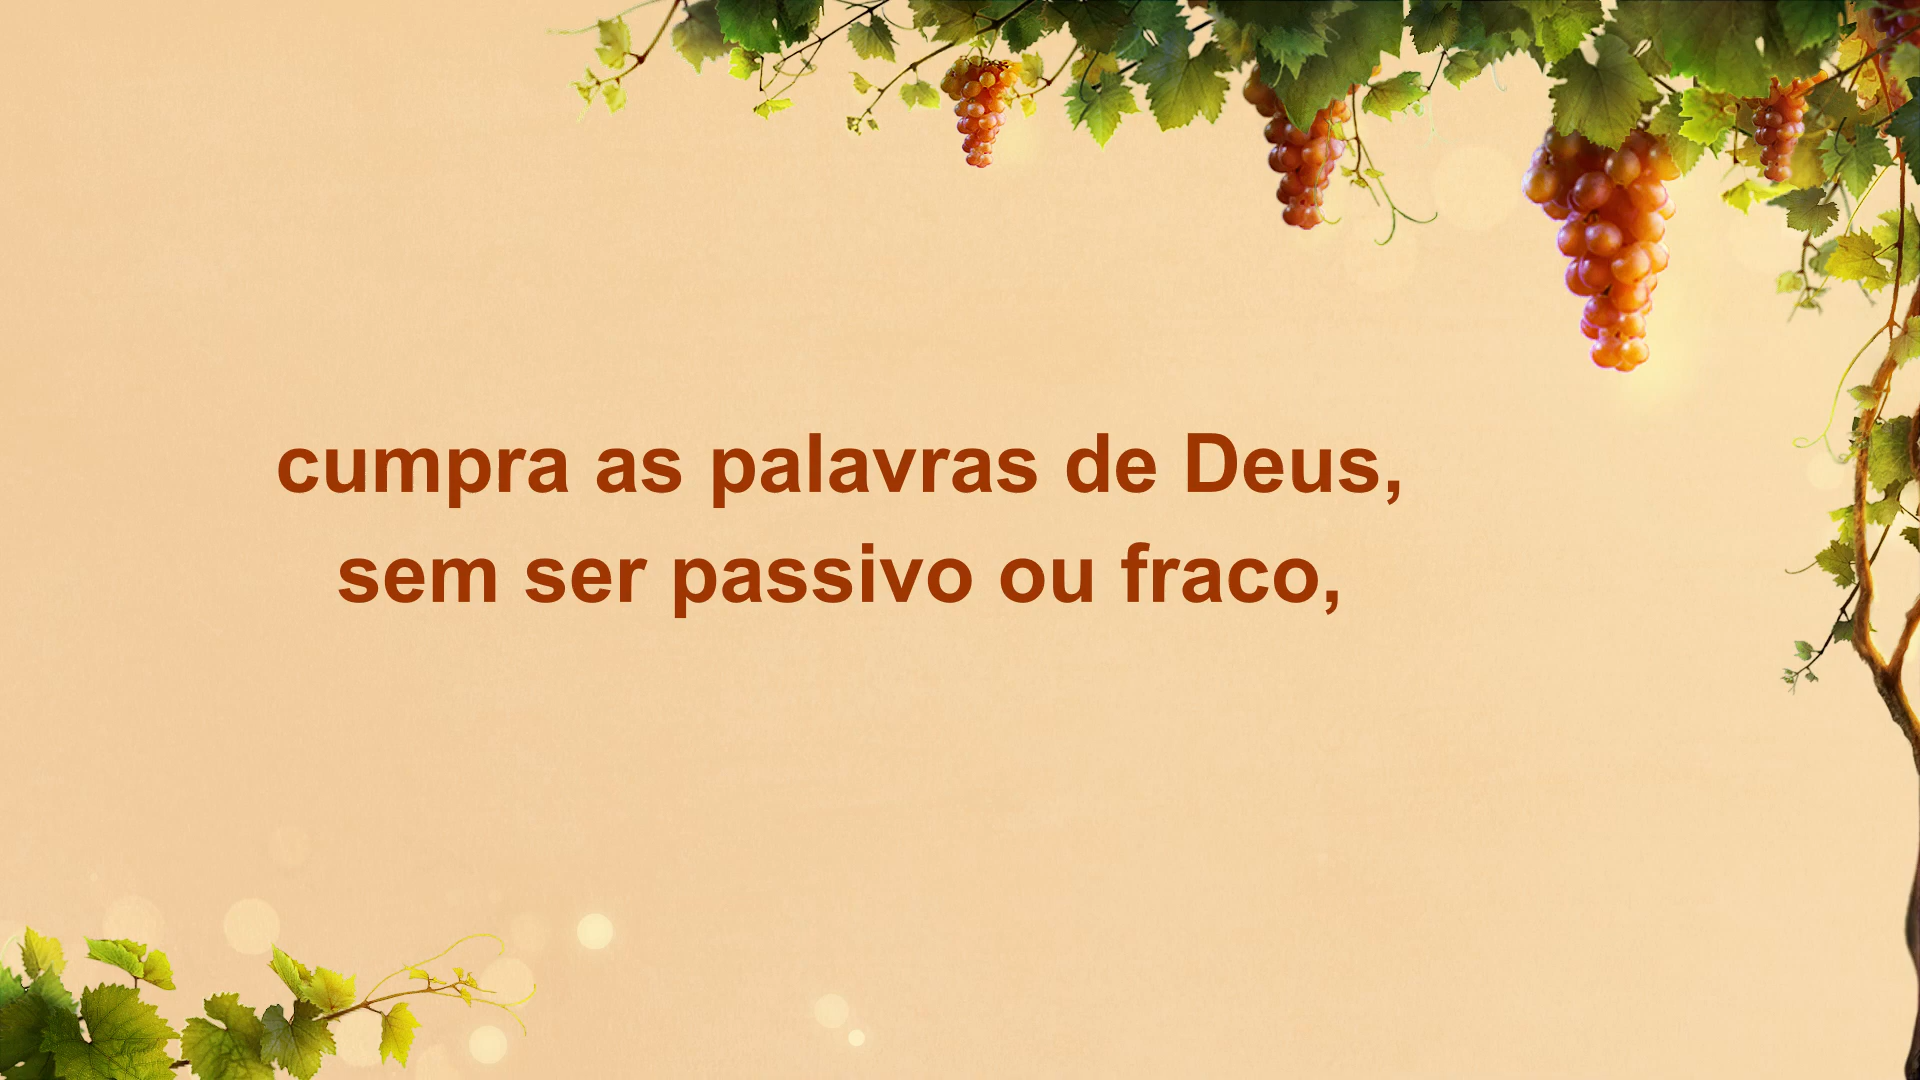 cumpra as palavras de Deus,
sem ser passivo ou fraco,